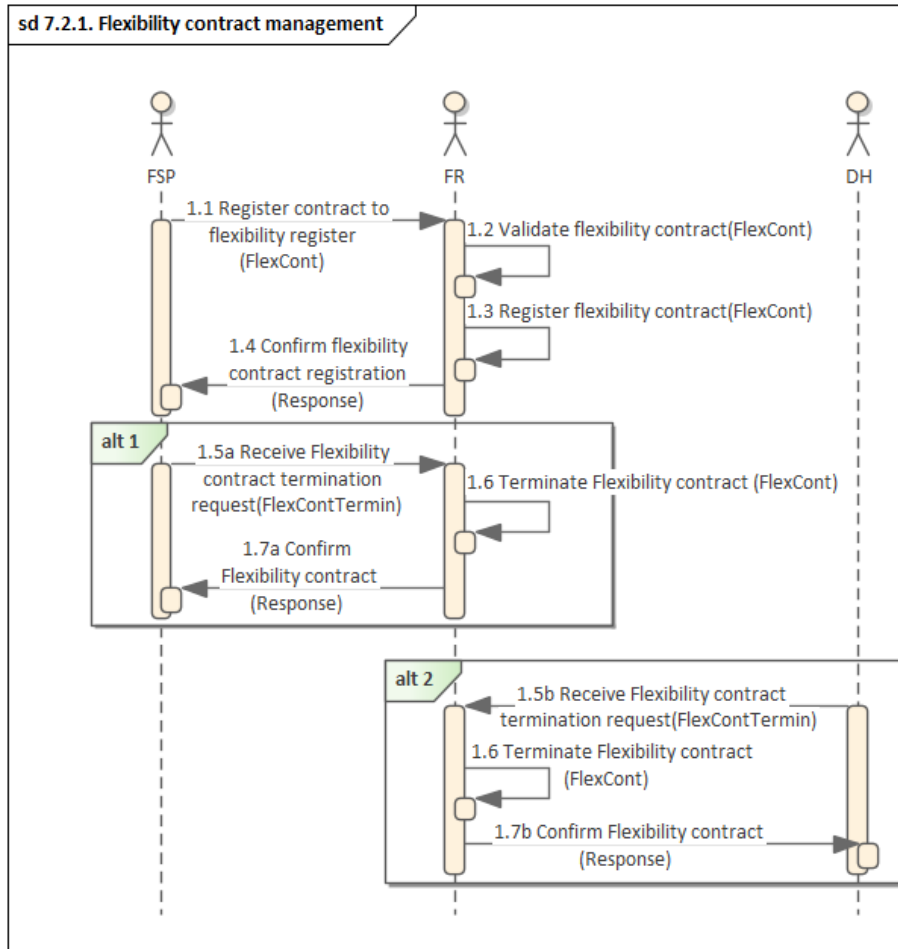 sd 7.2.1. Flexibility contract management
FSP
FR
DH
1.1 Register contract to
flexibility register
(FlexCont)
1.2 Validate flexibility contract(FlexCont)
1.3 Register flexibility contract(FlexCont)
1.4 Confirm flexibility
contract registration
(Response)
alt 1
1.5a Receive Flexibility
contract termination
request(FlexContTermin)
1.6 Terminate Flexibility contract (FlexCont)
1.7a Confirm
Flexibility contract
(Response)
alt 2
1.5b Receive Flexibility contract
termination request(FlexContTermin)
1.6 Terminate Flexibility contract
(FlexCont)
1.7b Confirm Flexibility contract
(Response)